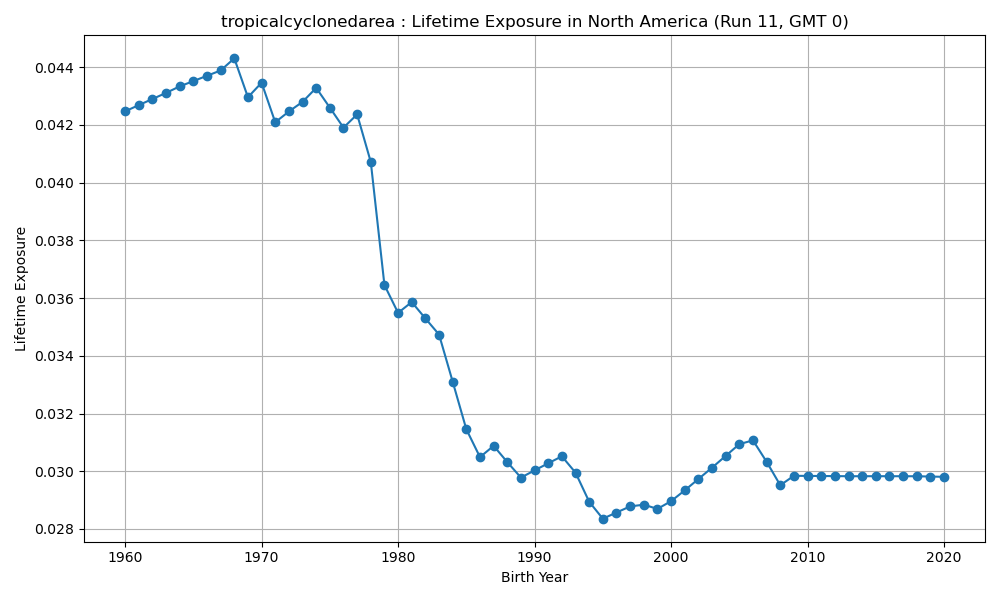 tropicalcyclonedarea : Lifetime Exposure in North America (Run 11, GMT 0)
0.044
0.042
0.040
0.038
0.036
0.034
0.032
0.030
0.028
Lifetime Exposure
1960 1970 1980 1990 2000 2010 2020
Birth Year